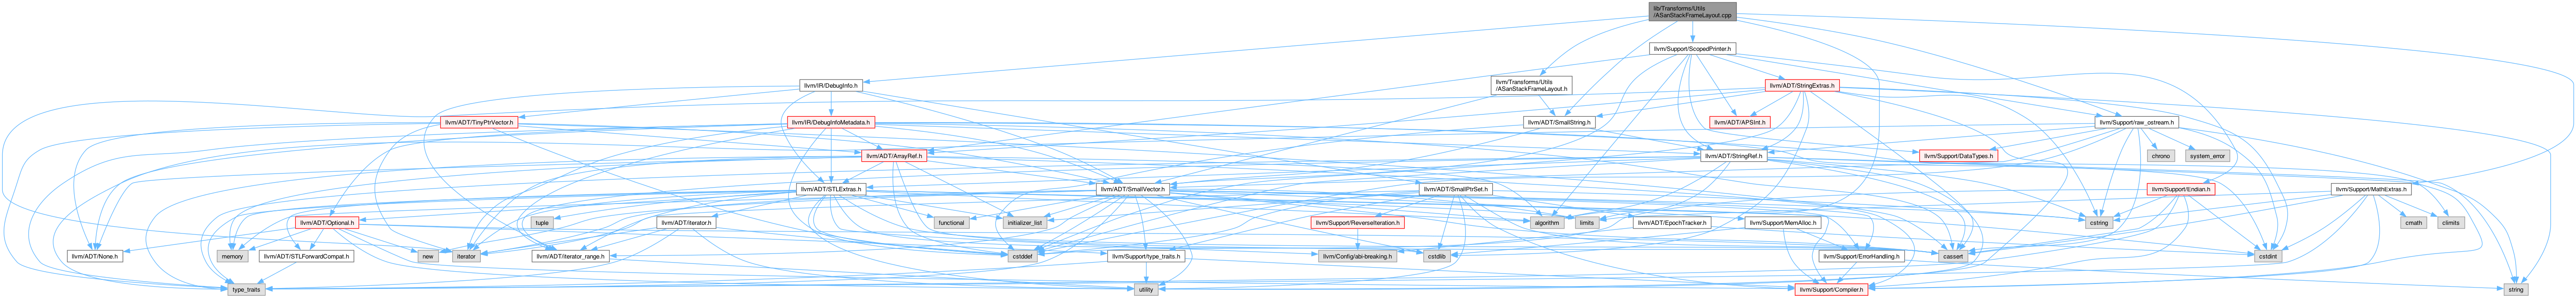 lib/Transforms/Utils
/ASanStackFrameLayout.cpp
llvm/Support/ScopedPrinter.h
llvm/IR/DebugInfo.h
llvm/Transforms/Utils
/ASanStackFrameLayout.h
llvm/ADT/StringExtras.h
llvm/ADT/TinyPtrVector.h
llvm/IR/DebugInfoMetadata.h
llvm/ADT/SmallString.h
llvm/ADT/APSInt.h
llvm/Support/raw_ostream.h
llvm/ADT/ArrayRef.h
llvm/ADT/StringRef.h
llvm/Support/DataTypes.h
chrono
system_error
llvm/ADT/STLExtras.h
llvm/ADT/SmallVector.h
llvm/ADT/SmallPtrSet.h
llvm/Support/Endian.h
llvm/Support/MathExtras.h
llvm/ADT/Optional.h
tuple
llvm/ADT/iterator.h
functional
initializer_list
llvm/Support/ReverseIteration.h
algorithm
limits
llvm/ADT/EpochTracker.h
llvm/Support/MemAlloc.h
cstring
cmath
climits
llvm/ADT/None.h
memory
llvm/ADT/STLForwardCompat.h
new
iterator
llvm/ADT/iterator_range.h
cstddef
llvm/Support/type_traits.h
llvm/Config/abi-breaking.h
cstdlib
llvm/Support/ErrorHandling.h
cassert
cstdint
type_traits
utility
llvm/Support/Compiler.h
string